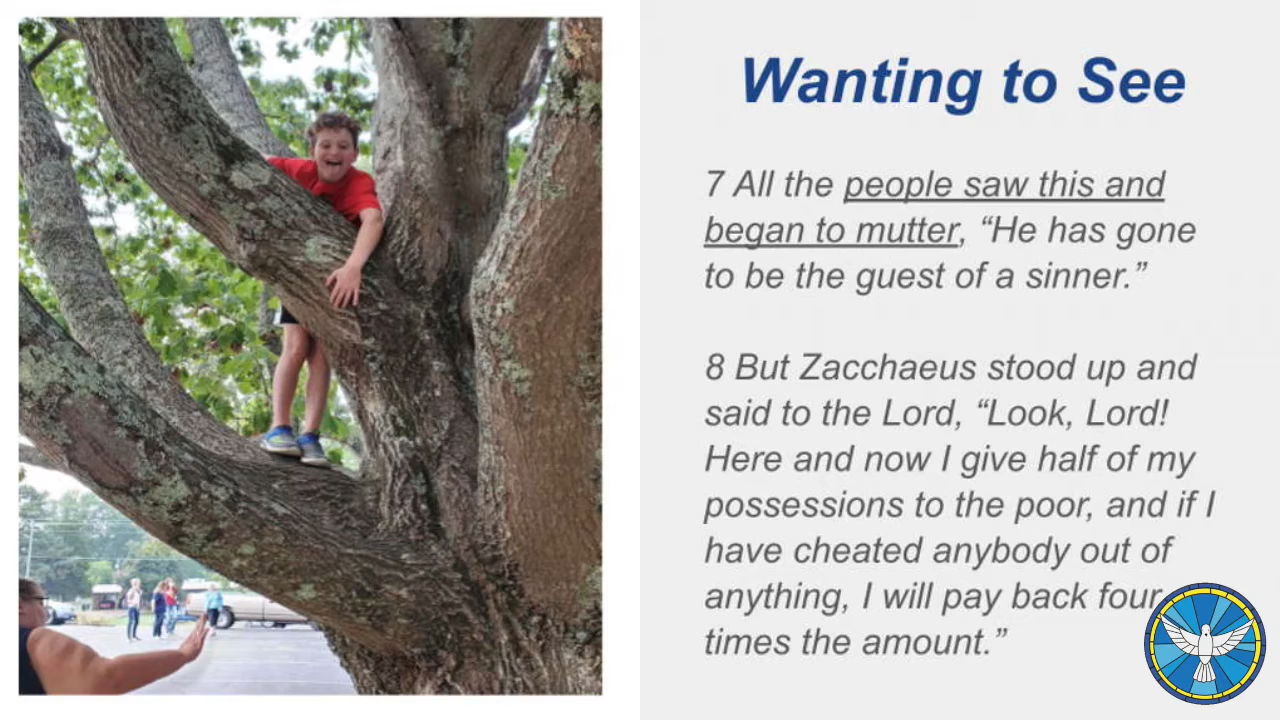 Wanting to See
7 All the people saw this and
began to mutter, “He has gone
to be the guest of a sinner.”
8 But Zacchaeus stood up and
said to the Lord, “Look, Lord!
Here and now I give half of my
possessions to the poor, and if I
have cheated anybody out of
anything, I will pay back four
times the amount.”